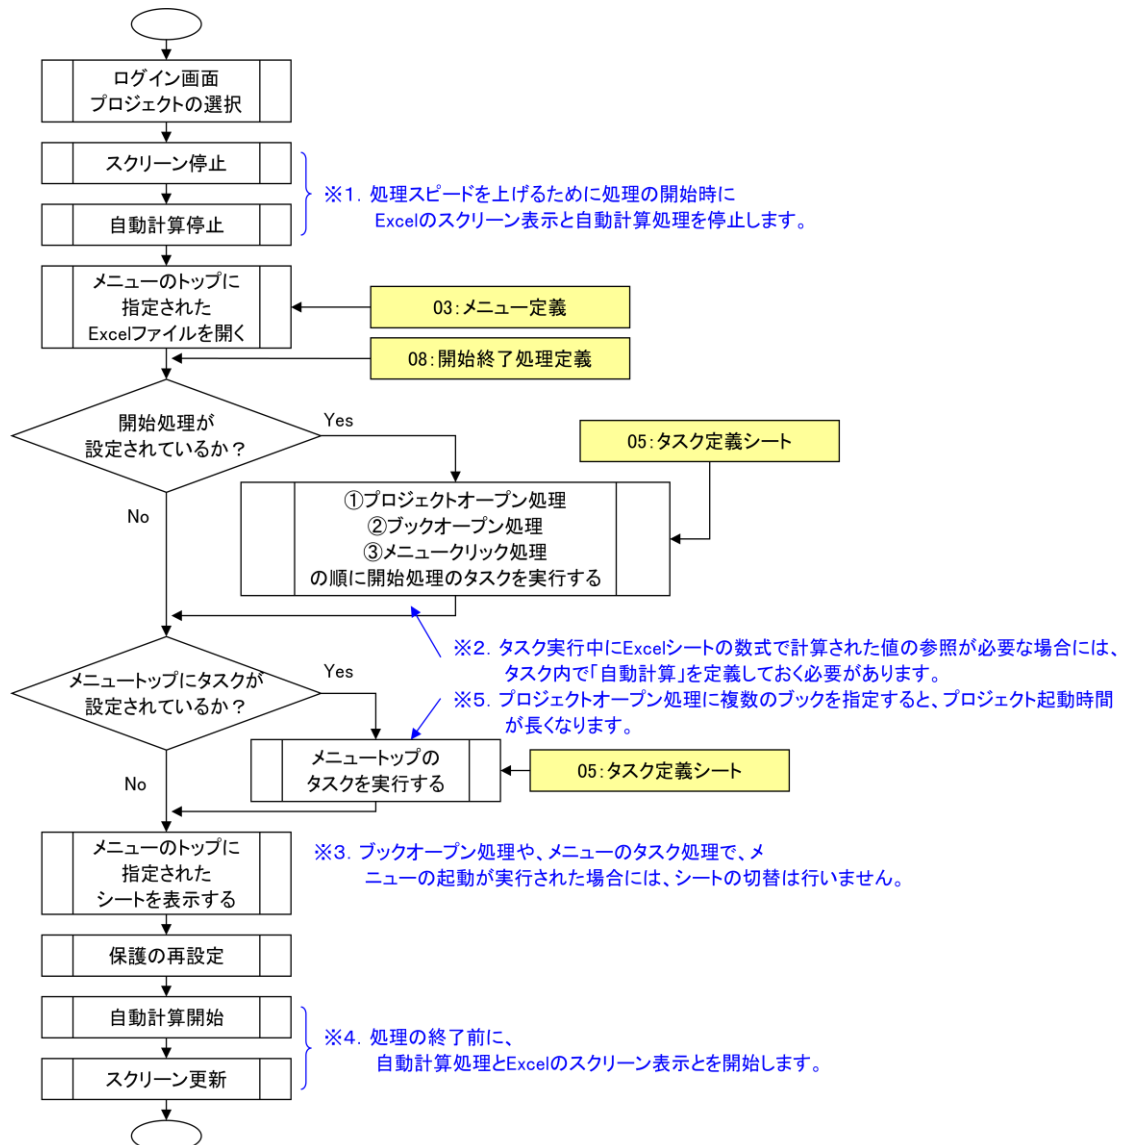 ログイン画面
プロジェクトの選択
スクリーン停止
※1．処理スピードを上げるために処理の開始時に
Excelのスクリーン表示と自動計算処理を停止します。
自動計算停止
メニューのトップに
指定された
Excelファイルを開く
03：メニュー定義
08：開始終了処理定義
開始処理が
設定されているか？
Yes
05：タスク定義シート
No
①プロジェクトオープン処理
②ブックオープン処理
③メニュークリック処理
の順に開始処理のタスクを実行する
※2．タスク実行中にExcelシートの数式で計算された値の参照が必要な場合には、
タスク内で「自動計算」を定義しておく必要があります。
※5．プロジェクトオープン処理に複数のブックを指定すると、プロジェクト起動時間
が長くなります。
メニュートップにタスクが
設定されているか？
Yes
メニュートップの
タスクを実行する
05：タスク定義シート
No
メニューのトップに
指定された
シートを表示する
※3．ブックオープン処理や、メニューのタスク処理で、メ
ニューの起動が実行された場合には、シートの切替は行いません。
保護の再設定
自動計算開始
※4．処理の終了前に、
自動計算処理とExcelのスクリーン表示とを開始します。
スクリーン更新